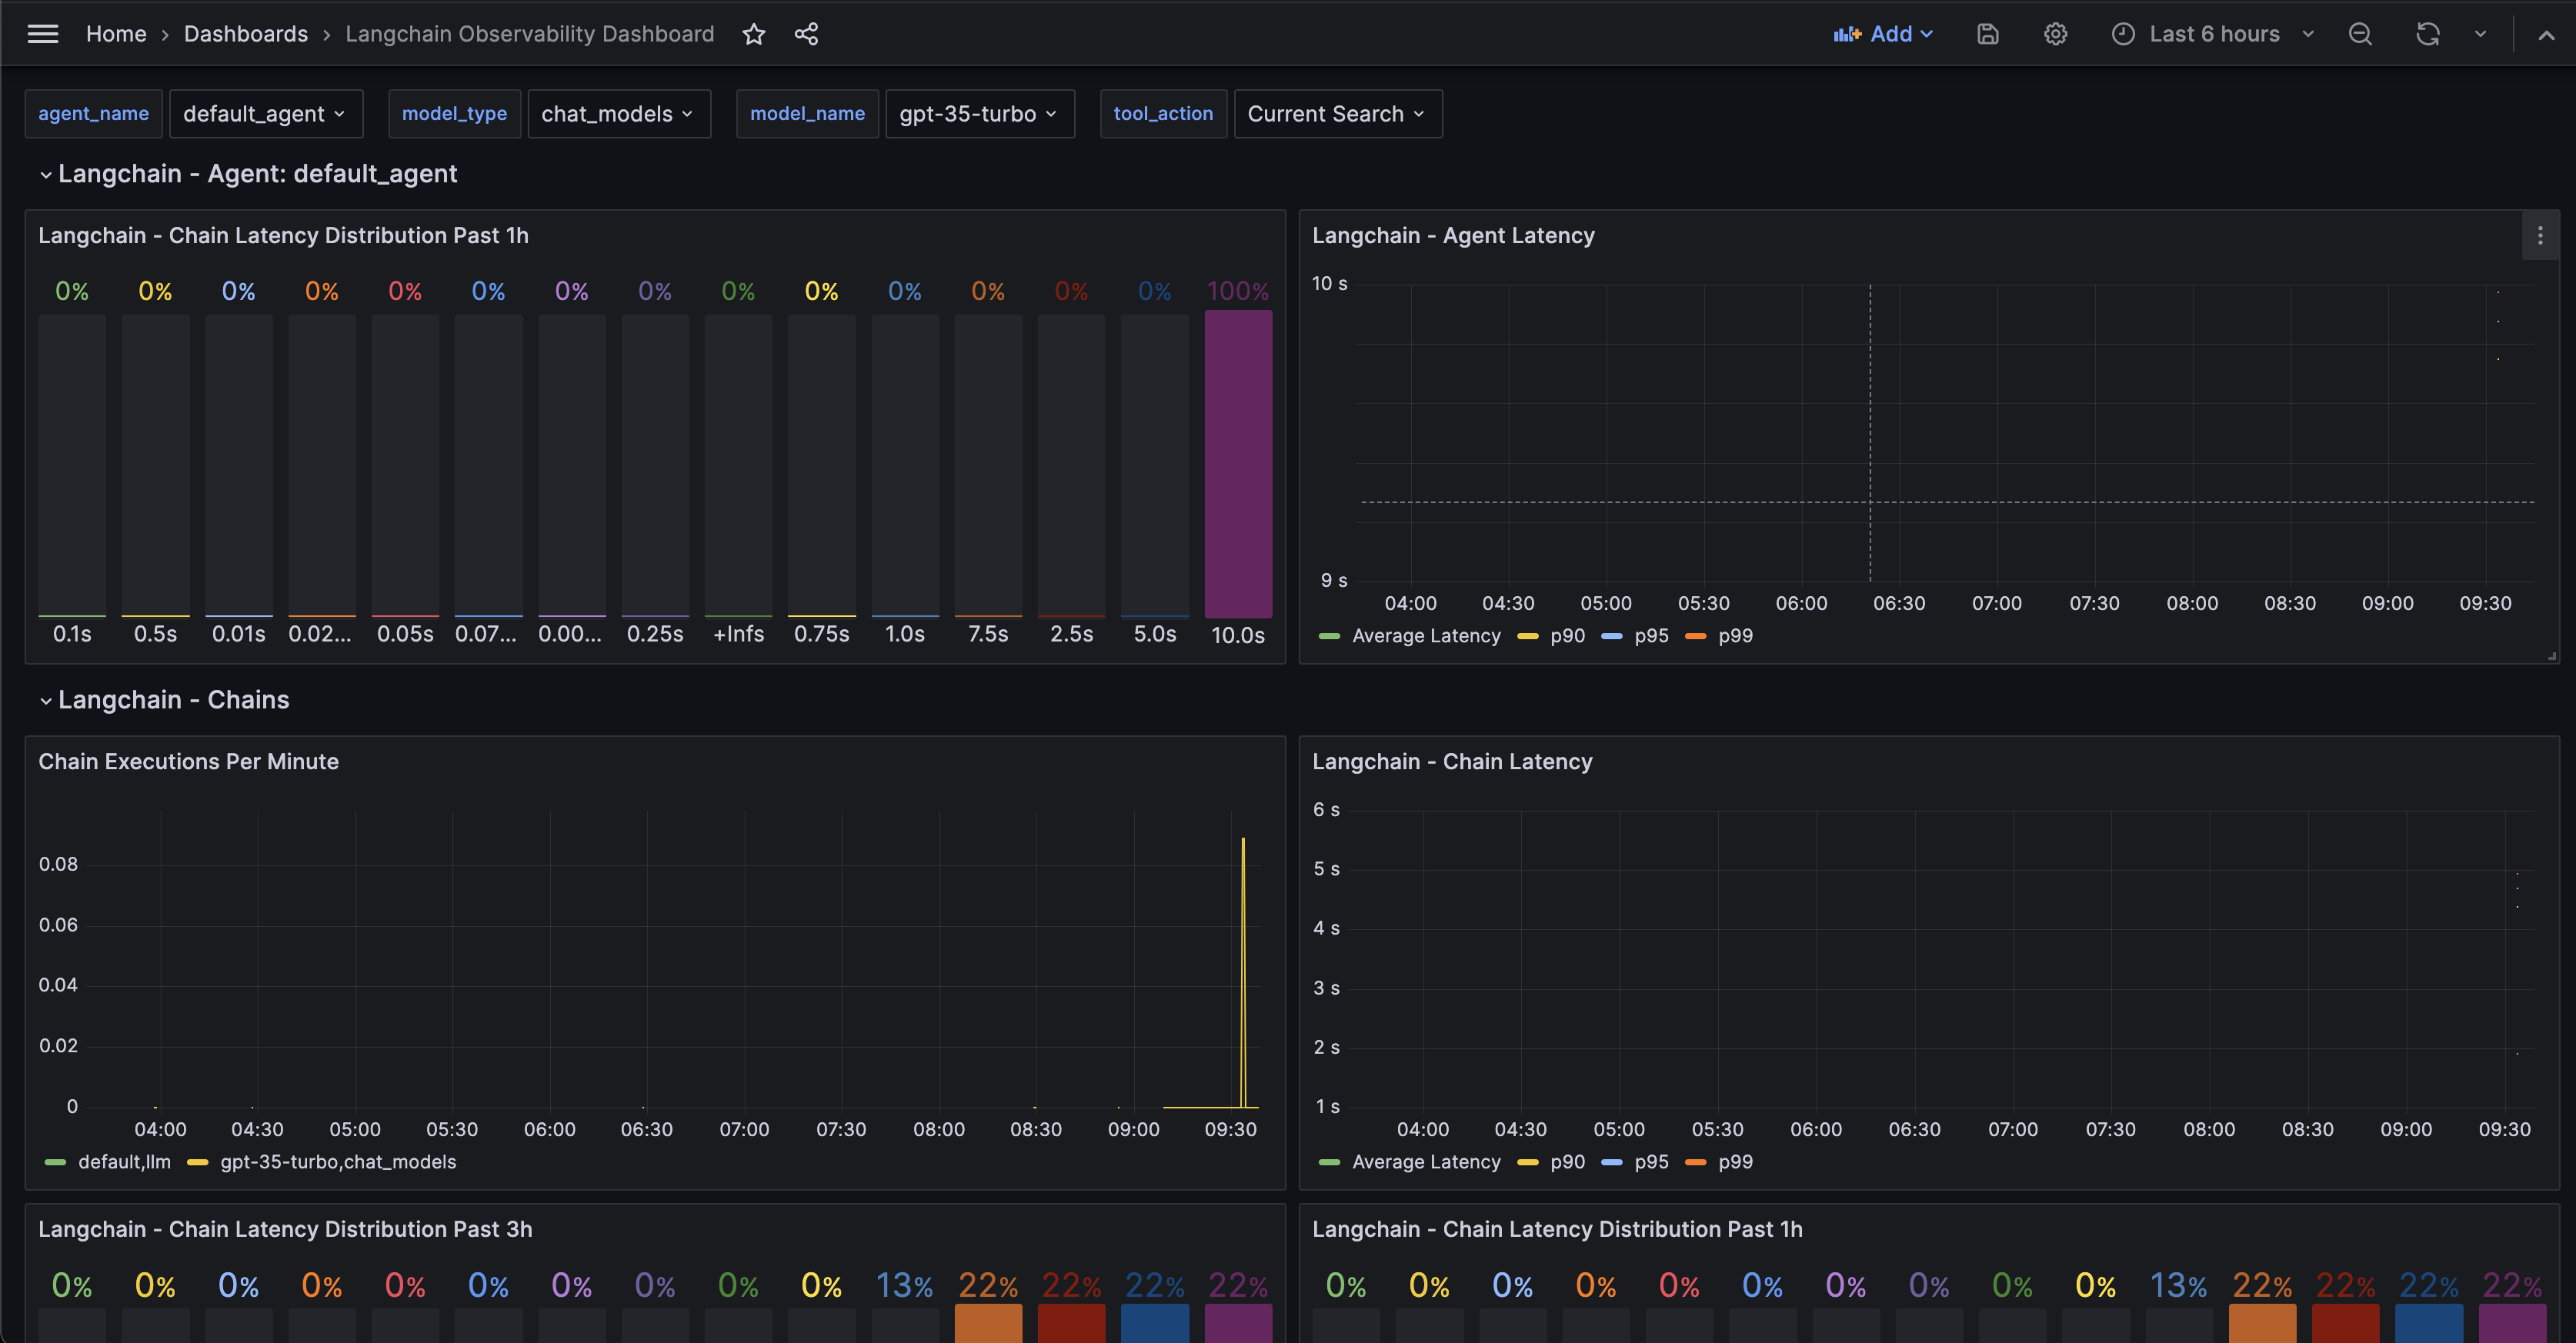 Home › Dashboards › Langchain Observability Dashboard
Add
Last 6 hours
agent_name default_agent model_type chat_models model_name gpt-35-turbo tool_action Current Search
Langchain - Agent: default_agent
Langchain - Chain Latency Distribution Past 1h
0% 0% 0% 0% 0% 0% 0% 0% 0% 0% 0% 0% 0% 0% 100%
0.1s 0.5s 0.01s 0.02... 0.05s 0.07... 0.00... 0.25s +Infs 0.75s 1.0s 7.5s 2.5s 5.0s 10.0s
Langchain - Agent Latency
10 s
9 s
04:00 04:30 05:00 05:30 06:00 06:30 07:00 07:30 08:00 08:30 09:00 09:30
Average Latency p90 p95 p99
Langchain - Chains
Chain Executions Per Minute
0.08
0.06
0.04
0.02
0
04:00 04:30 05:00 05:30 06:00 06:30 07:00 07:30 08:00 08:30 09:00 09:30
default,llm gpt-35-turbo,chat_models
Langchain - Chain Latency
6 s
5 s
4 s
3 s
2 s
1 s
04:00 04:30 05:00 05:30 06:00 06:30 07:00 07:30 08:00 08:30 09:00 09:30
Average Latency p90 p95 p99
Langchain - Chain Latency Distribution Past 3h
0% 0% 0% 0% 0% 0% 0% 0% 0% 0% 13% 22% 22% 22% 22%
Langchain - Chain Latency Distribution Past 1h
0% 0% 0% 0% 0% 0% 0% 0% 0% 0% 13% 22% 22% 22% 22%